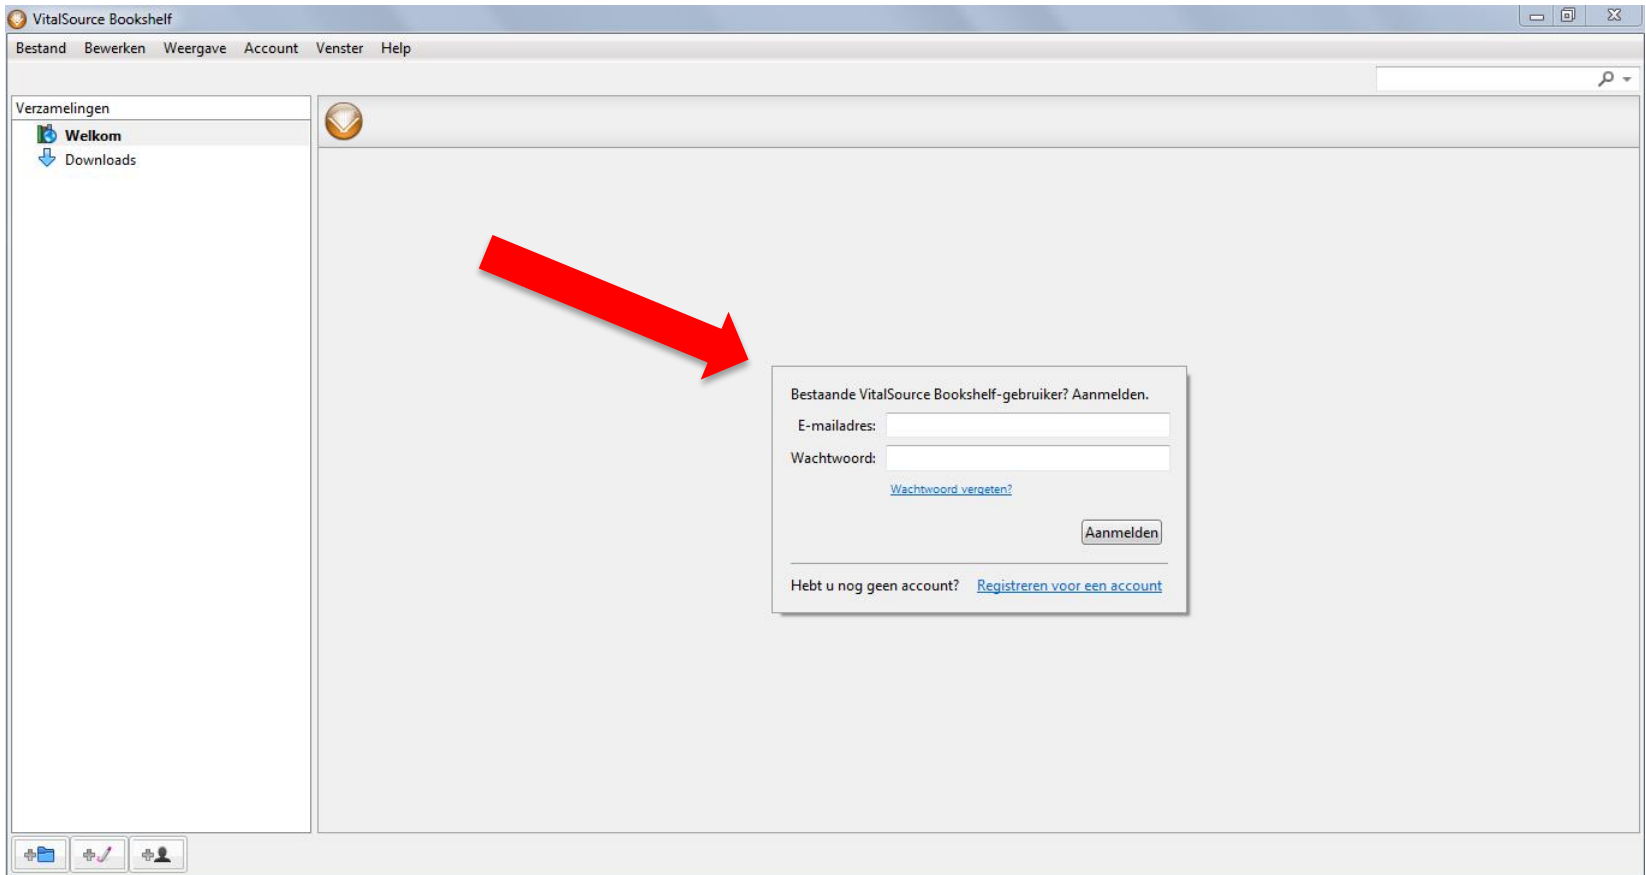 VitalSource Bookshelf
Bestand Bewerken Weergave Account Venster Help
Verzamelingen
Welkom
Downloads
Bestaande VitalSource Bookshelf-gebruiker? Aanmelden.
E-mailadres:
Wachtwoord:
Wachtwoord vergeten?
Aanmelden
Hebt u nog geen account? Registreren voor een account